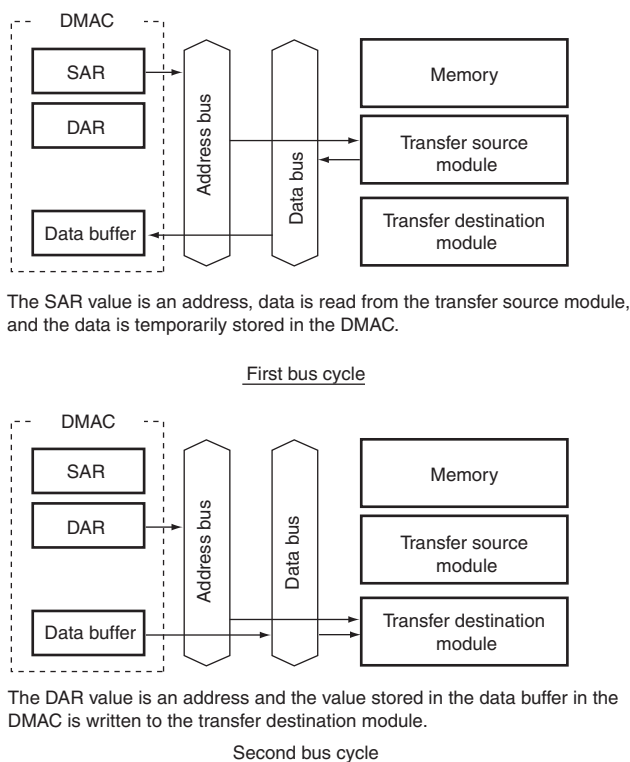 DMAC
SAR
DAR
Data buffer
Address bus
Data bus
Memory
Transfer source
module
Transfer destination
module
The SAR value is an address, data is read from the transfer source module,
and the data is temporarily stored in the DMAC.
First bus cycle
DMAC
SAR
DAR
Data buffer
Address bus
Data bus
Memory
Transfer source
module
Transfer destination
module
The DAR value is an address and the value stored in the data buffer in the
DMAC is written to the transfer destination module.
Second bus cycle